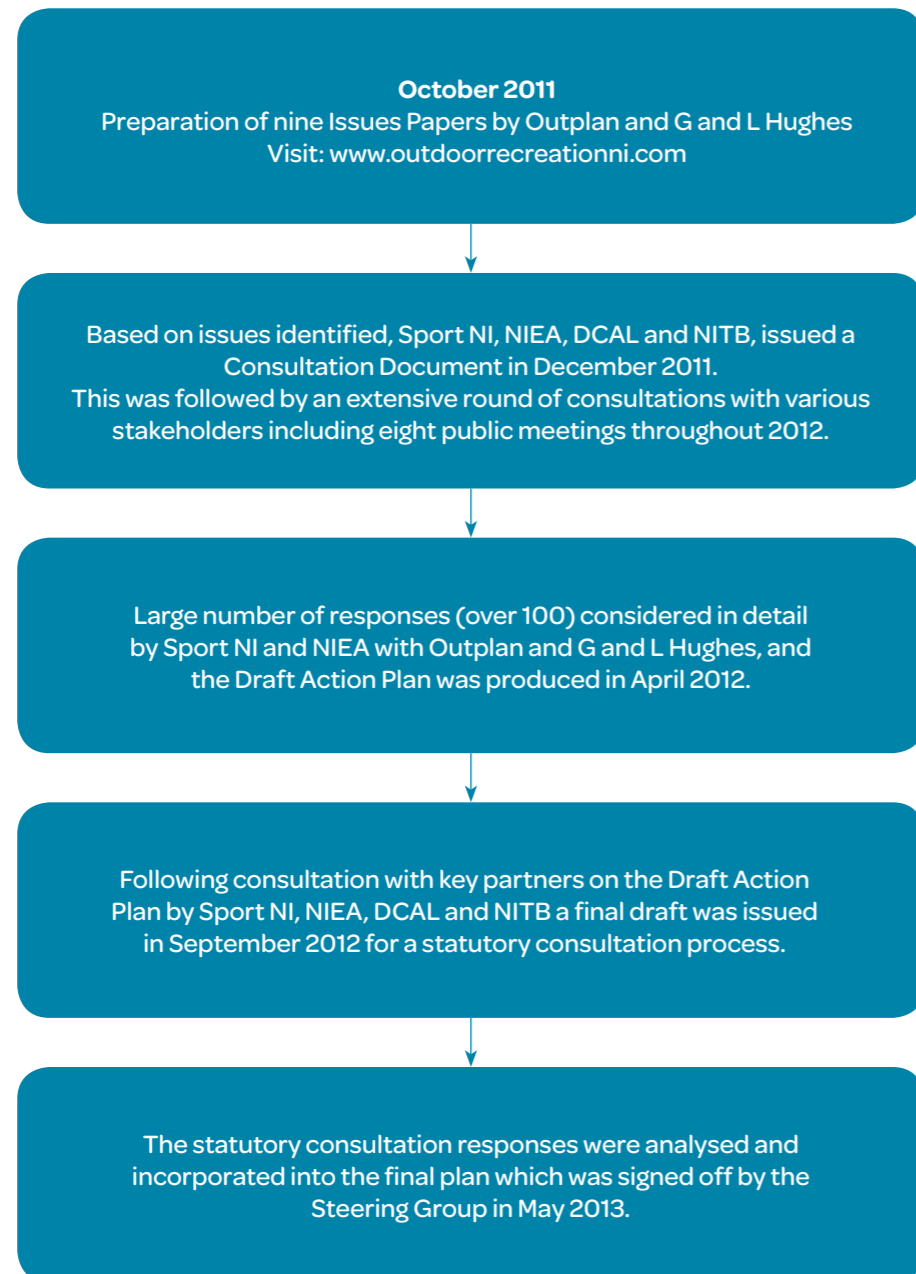 October 2011
Preparation of nine Issues Papers by Outplan and G and L Hughes
Visit: www.outdoorrecreationni.com
Based on issues identified, Sport NI, NIEA, DCAL and NITB, issued a
Consultation Document in December 2011.
This was followed by an extensive round of consultations with various
stakeholders including eight public meetings throughout 2012.
Large number of responses (over 100) considered in detail
by Sport NI and NIEA with Outplan and G and L Hughes, and
the Draft Action Plan was produced in April 2012.
Following consultation with key partners on the Draft Action
Plan by Sport NI, NIEA, DCAL and NITB a final draft was issued
in September 2012 for a statutory consultation process.
The statutory consultation responses were analysed and
incorporated into the final plan which was signed off by the
Steering Group in May 2013.